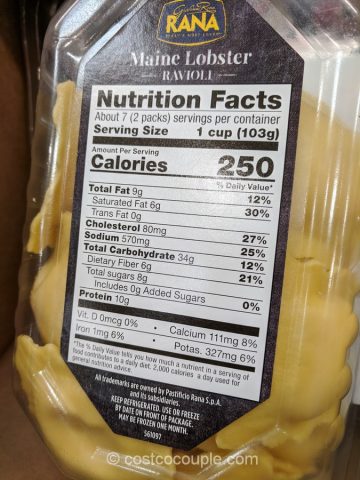 Giovanni Rana
RANA
Maine Lobster
RAVIOLI
Nutrition Facts
About 7 (2 packs) servings per container
Serving Size 1 cup (103g)
Amount Per Serving
Calories 250
% Daily Value*
Total Fat 9g 12%
Saturated Fat 6g 30%
Trans Fat 0g
Cholesterol 80mg 27%
Sodium 570mg 25%
Total Carbohydrate 34g 12%
Dietary Fiber 6g 21%
Total sugars 8g
Includes 0g Added Sugars 0%
Protein 10g
Vit. D 0mcg 0% • Calcium 111mg 8%
Iron 1mg 6% • Potas. 327mg 6%
*The % Daily Value tells you how much a nutrient in a serving of
food contributes to a daily diet. 2,000 calories a day used for
general nutrition advice.
All trademarks are owned by Pastificio Rana S.p.A.
and its subsidiaries.
KEEP REFRIGERATED. USE OR FREEZE
BY DATE ON FRONT OF PACKAGE.
MAY BE FROZEN ONE MONTH.
561097
© costcocouple.com